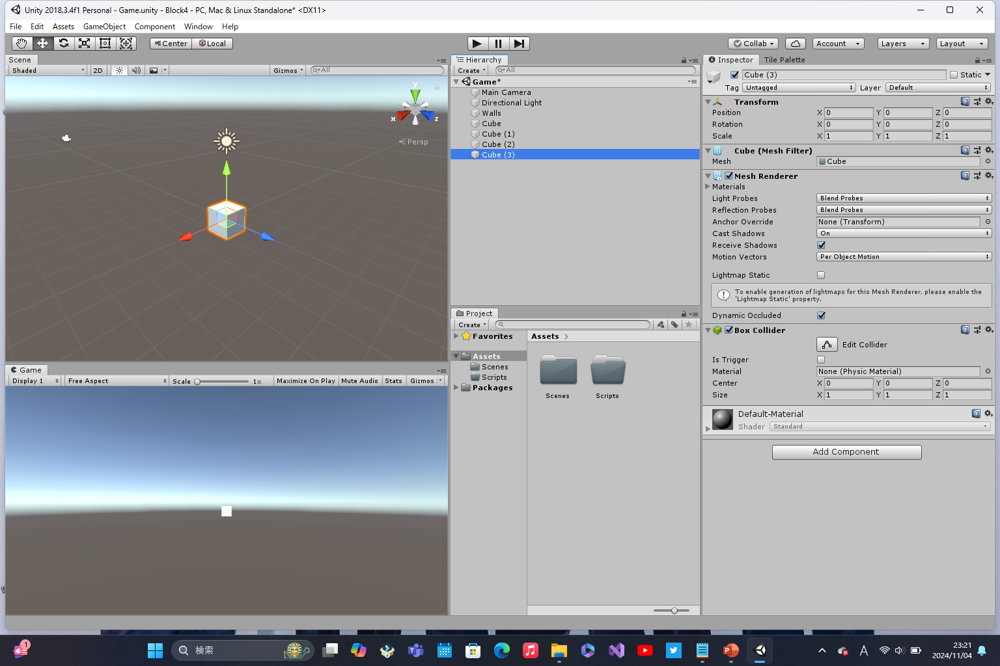 Unity 2018.3.4f1 Personal - Game.unity - Block4 - PC, Mac & Linux Standalone* <DX11>
File Edit Assets GameObject Component Window Help
Center Local
Collab Account Layers Layout
Scene
Shaded 2D Gizmos All
y
x z
Persp
Game
Display 1 Free Aspect Scale 1x Maximize On Play Mute Audio Stats Gizmos
Hierarchy
Create All
Game*
Main Camera
Directional Light
Walls
Cube
Cube (1)
Cube (2)
Cube (3)
Project
Create
Favorites
Assets
Scenes
Scripts
Packages
Assets
Scenes Scripts
Inspector Tile Palette
Cube (3) Static
Tag Untagged Layer Default
Transform
Position X 0 Y 0 Z 0
Rotation X 0 Y 0 Z 0
Scale X 1 Y 1 Z 1
Cube (Mesh Filter)
Mesh Cube
Mesh Renderer
Materials
Light Probes Blend Probes
Reflection Probes Blend Probes
Anchor Override None (Transform)
Cast Shadows On
Receive Shadows
Motion Vectors Per Object Motion
Lightmap Static
To enable generation of lightmaps for this Mesh Renderer, please enable the
'Lightmap Static' property.
Dynamic Occluded
Box Collider
Edit Collider
Is Trigger
Material None (Physic Material)
Center X 0 Y 0 Z 0
Size X 1 Y 1 Z 1
Default-Material
Shader Standard
Add Component
1
検索
A
23:21
2024/11/04